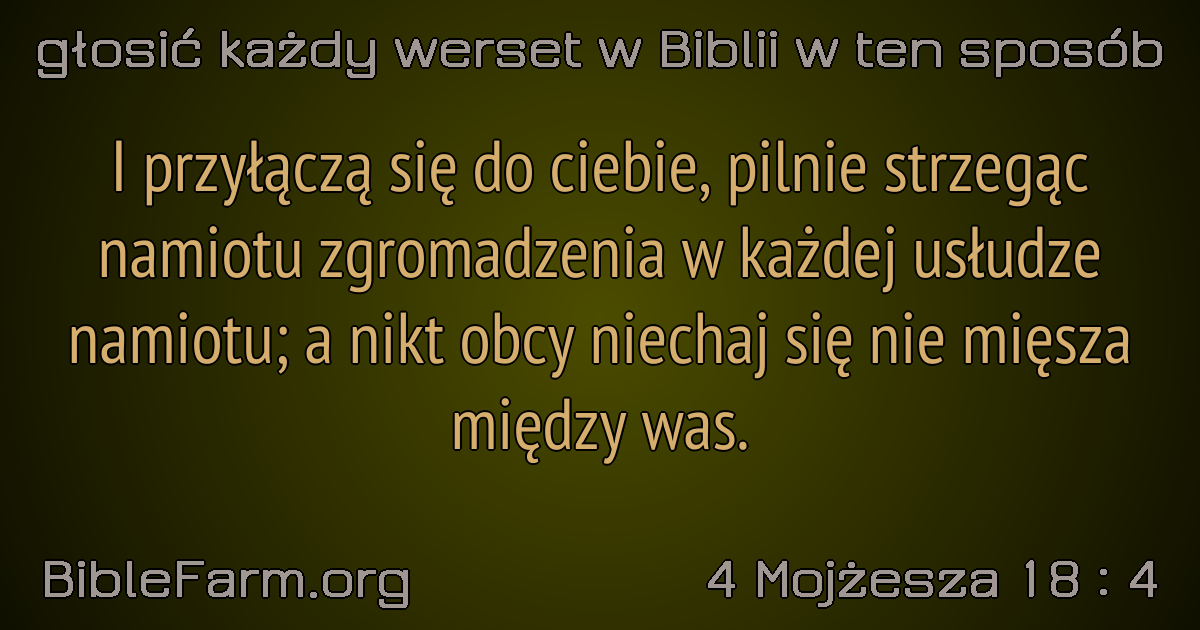 głosić każdy werset w Biblii w ten sposób
I przyłączą się do ciebie, pilnie strzegąc
namiotu zgromadzenia w każdej usłudze
namiotu; a nikt obcy niechaj się nie mięsza
między was.
BibleFarm.org
4 Mojżesza 18 : 4